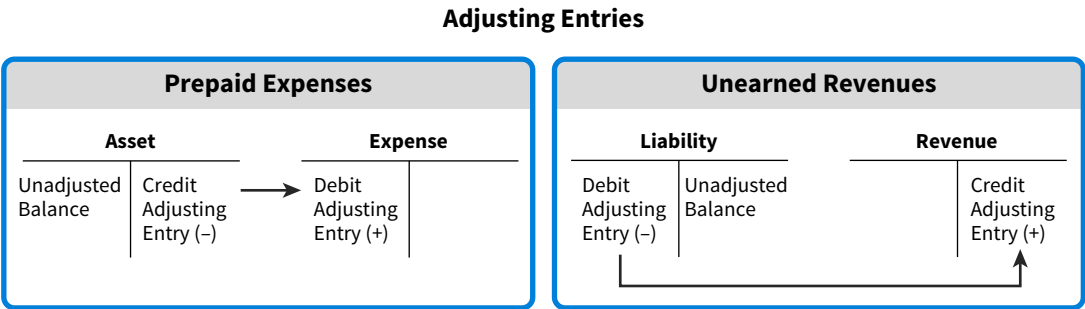 Adjusting Entries
Prepaid Expenses
Asset
Expense
Unadjusted
Balance
Credit
Adjusting
Entry (–)
Debit
Adjusting
Entry (+)
Unearned Revenues
Liability
Revenue
Debit
Adjusting
Entry (–)
Unadjusted
Balance
Credit
Adjusting
Entry (+)